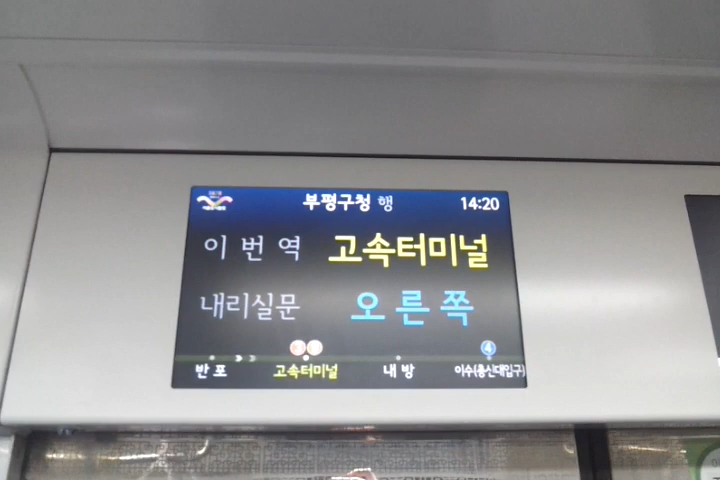 부평구청 행 14:20
이번역 고속터미널
내리실문 오른쪽
반포 고속터미널 내방 4 이수(총신대입구)